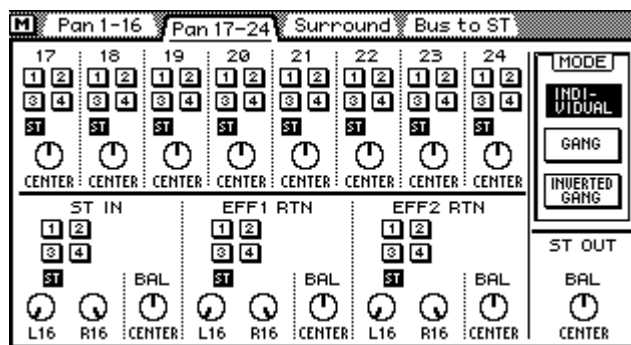 M Pan 1-16 Pan 17-24 Surround Bus to ST
17 18 19 20 21 22 23 24 MODE
1 2 1 2 1 2 1 2 1 2 1 2 1 2 1 2
3 4 3 4 3 4 3 4 3 4 3 4 3 4 3 4
INDI-
VIDUAL
ST ST ST ST ST ST ST ST
GANG
CENTER CENTER CENTER CENTER CENTER CENTER CENTER CENTER
INVERTED
GANG
ST IN EFF1 RTN EFF2 RTN
1 2 1 2 1 2
3 4 3 4 3 4
ST OUT
ST BAL ST BAL ST BAL BAL
L16 R16 CENTER L16 R16 CENTER L16 R16 CENTER CENTER